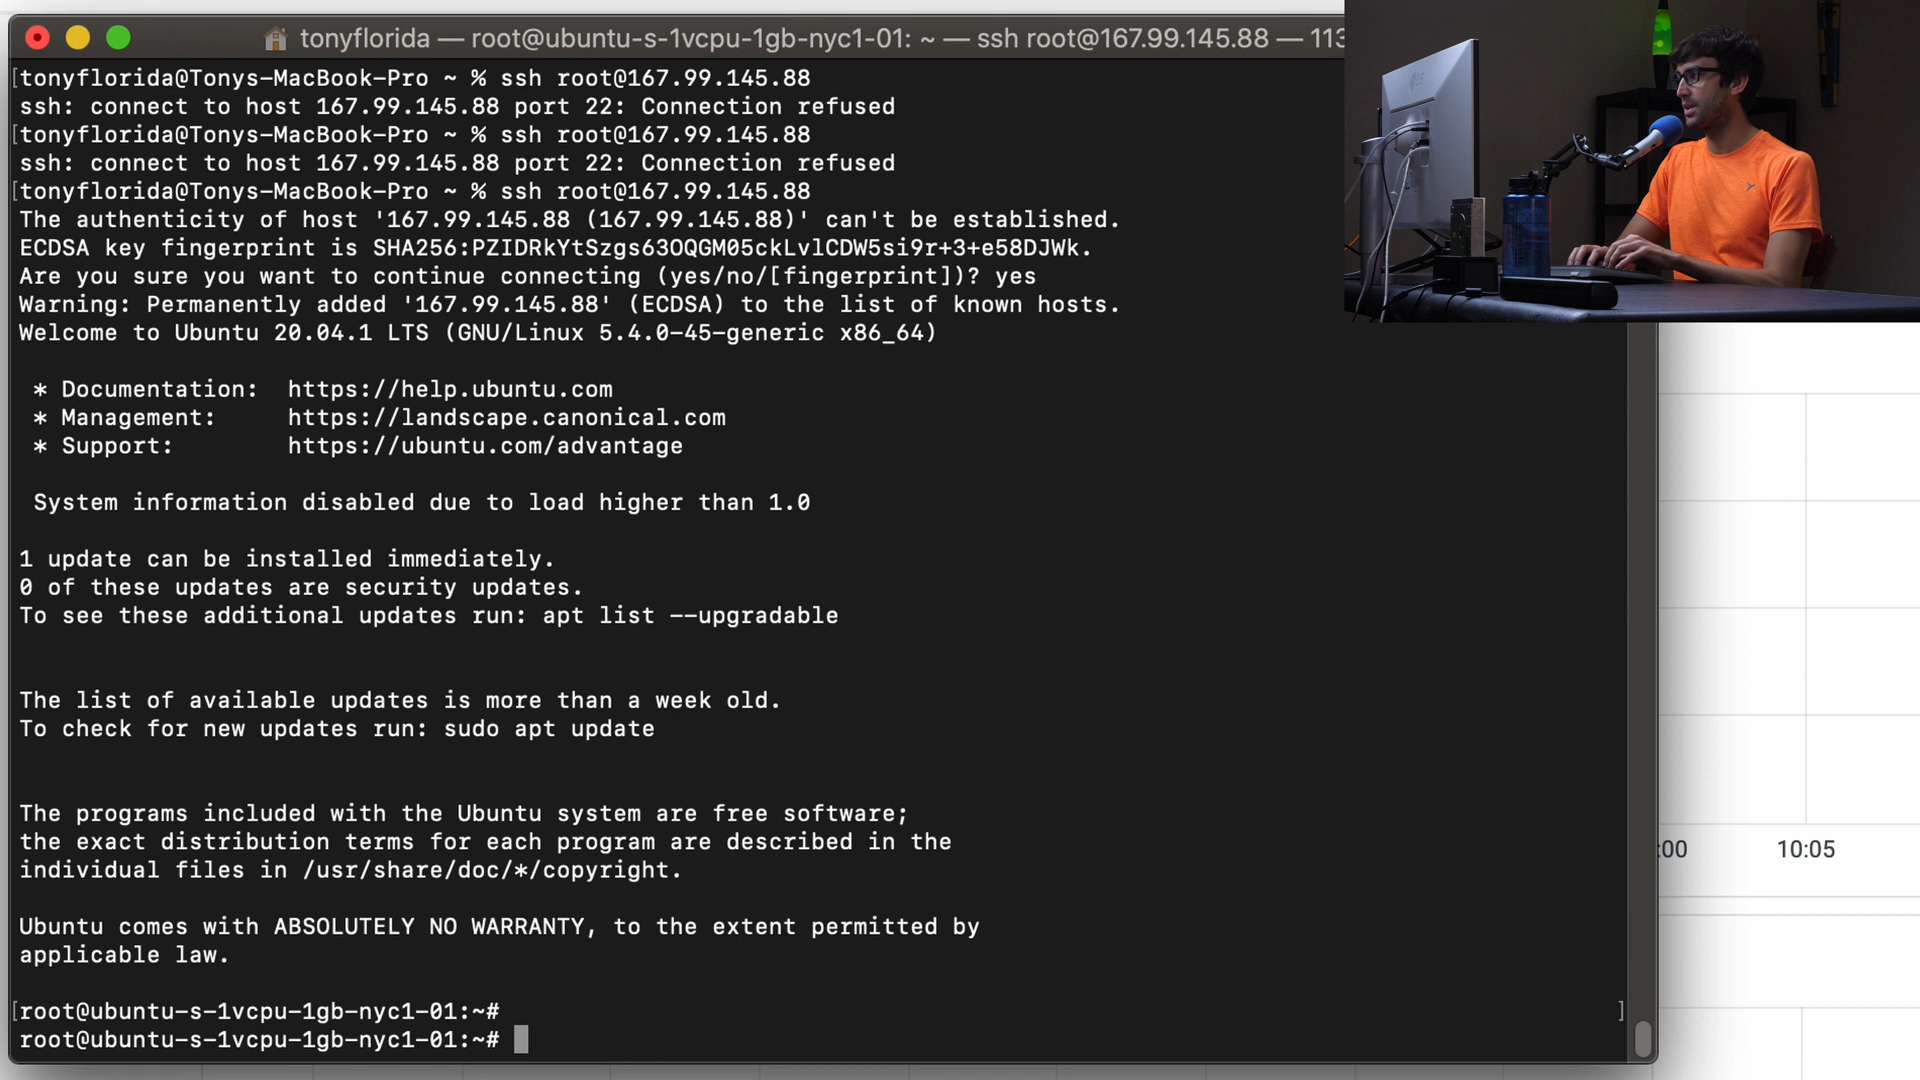 tonyflorida — root@ubuntu-s-1vcpu-1gb-nyc1-01: ~ — ssh root@167.99.145.88 — 113
[tonyflorida@Tonys-MacBook-Pro ~ % ssh root@167.99.145.88
ssh: connect to host 167.99.145.88 port 22: Connection refused
[tonyflorida@Tonys-MacBook-Pro ~ % ssh root@167.99.145.88
ssh: connect to host 167.99.145.88 port 22: Connection refused
[tonyflorida@Tonys-MacBook-Pro ~ % ssh root@167.99.145.88
The authenticity of host '167.99.145.88 (167.99.145.88)' can't be established.
ECDSA key fingerprint is SHA256:PZIDRkYtSzgs63OQGM05ckLvlCDW5si9r+3+e58DJWk.
Are you sure you want to continue connecting (yes/no/[fingerprint])? yes
Warning: Permanently added '167.99.145.88' (ECDSA) to the list of known hosts.
Welcome to Ubuntu 20.04.1 LTS (GNU/Linux 5.4.0-45-generic x86_64)
* Documentation: https://help.ubuntu.com
* Management: https://landscape.canonical.com
* Support: https://ubuntu.com/advantage
System information disabled due to load higher than 1.0
1 update can be installed immediately.
0 of these updates are security updates.
To see these additional updates run: apt list --upgradable
The list of available updates is more than a week old.
To check for new updates run: sudo apt update
The programs included with the Ubuntu system are free software;
the exact distribution terms for each program are described in the
individual files in /usr/share/doc/*/copyright.
Ubuntu comes with ABSOLUTELY NO WARRANTY, to the extent permitted by
applicable law.
[root@ubuntu-s-1vcpu-1gb-nyc1-01:~# ]
root@ubuntu-s-1vcpu-1gb-nyc1-01:~#
:00 10:05